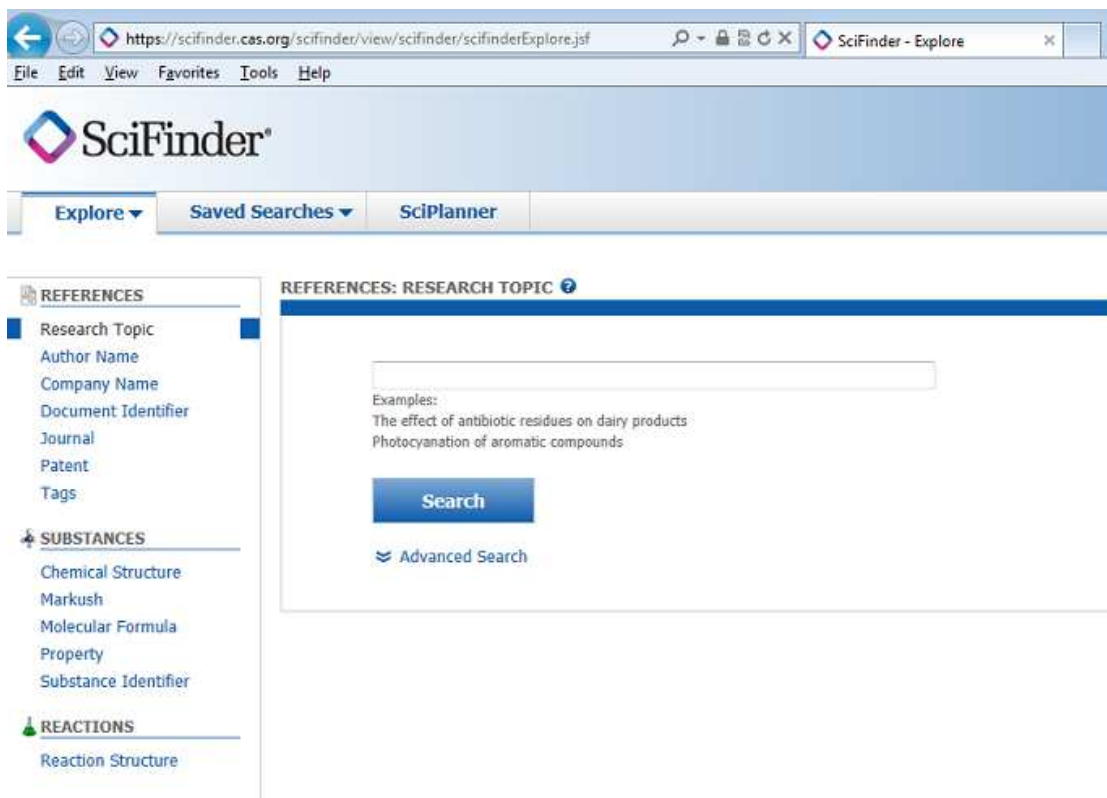 https://scifinder.cas.org/scifinder/view/scifinder/scifinderExplore.jsf
SciFinder - Explore
File Edit View Favorites Tools Help
SciFinder®
Explore Saved Searches SciPlanner
REFERENCES
Research Topic
Author Name
Company Name
Document Identifier
Journal
Patent
Tags
SUBSTANCES
Chemical Structure
Markush
Molecular Formula
Property
Substance Identifier
REACTIONS
Reaction Structure
REFERENCES: RESEARCH TOPIC ?
Examples:
The effect of antibiotic residues on dairy products
Photocyanation of aromatic compounds
Search
Advanced Search